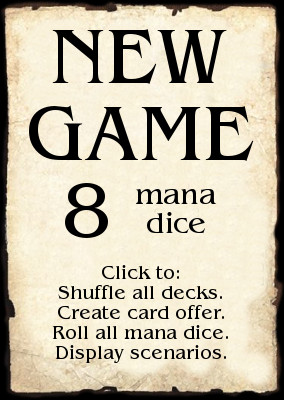 NEW
GAME
8 mana
dice
Click to:
Shuffle all decks.
Create card offer.
Roll all mana dice.
Display scenarios.